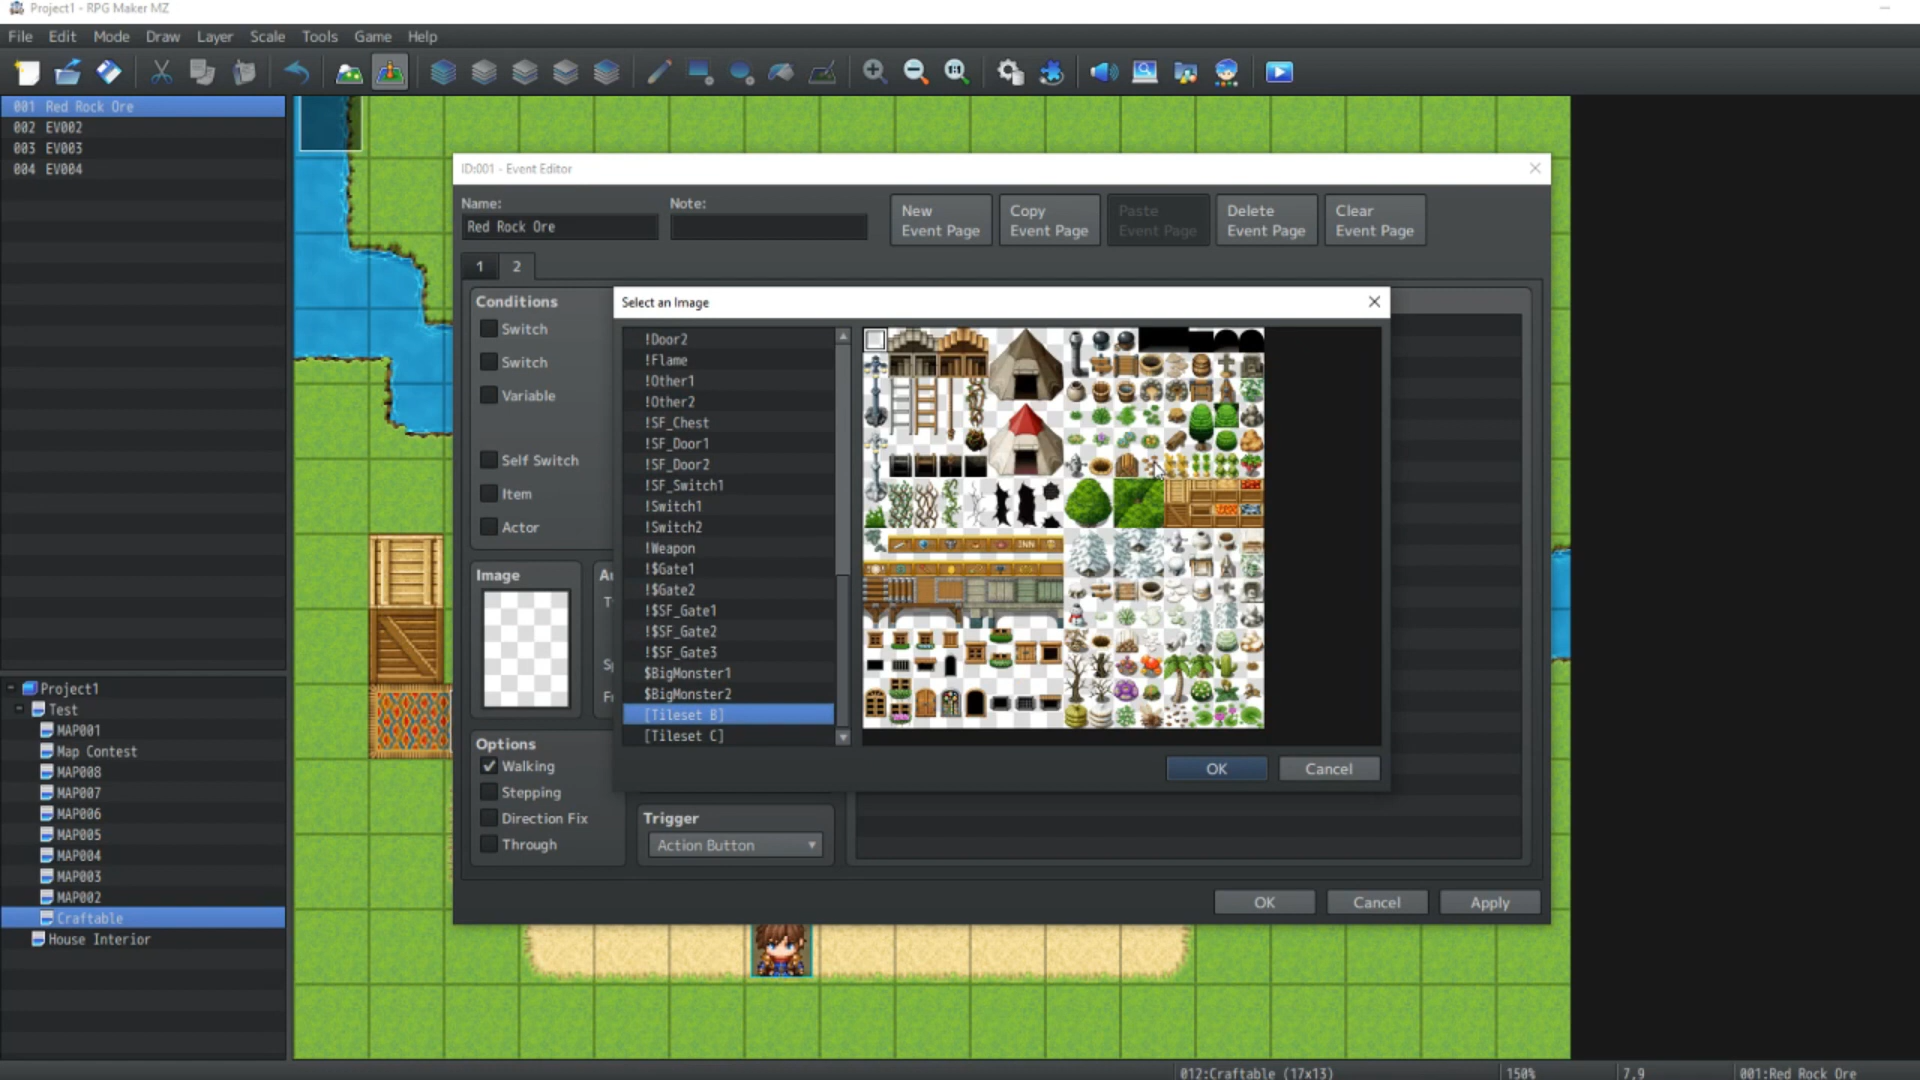 Project1 - RPG Maker MZ
File Edit Mode Draw Layer Scale Tools Game Help
001 Red Rock Ore
002 EV002
003 EV003
004 EV004
Project1
Test
MAP001
Map Contest
MAP008
MAP007
MAP006
MAP005
MAP004
MAP003
MAP002
Craftable
House Interior
ID:001 - Event Editor
Name:
Red Rock Ore
Note:
New
Event Page
Copy
Event Page
Paste
Event Page
Delete
Event Page
Clear
Event Page
1 2
Conditions
Switch
Switch
Variable
Self Switch
Item
Actor
Image
Options
Walking
Stepping
Direction Fix
Through
Trigger
Action Button
Select an Image
!Door2
!Flame
!Other1
!Other2
!SF_Chest
!SF_Door1
!SF_Door2
!SF_Switch1
!Switch1
!Switch2
!Weapon
!$Gate1
!$Gate2
!$SF_Gate1
!$SF_Gate2
!$SF_Gate3
$BigMonster1
$BigMonster2
[Tileset B]
[Tileset C]
INN
OK Cancel
OK Cancel Apply
012:Craftable (17x13) 150% 7,9 001:Red Rock Ore